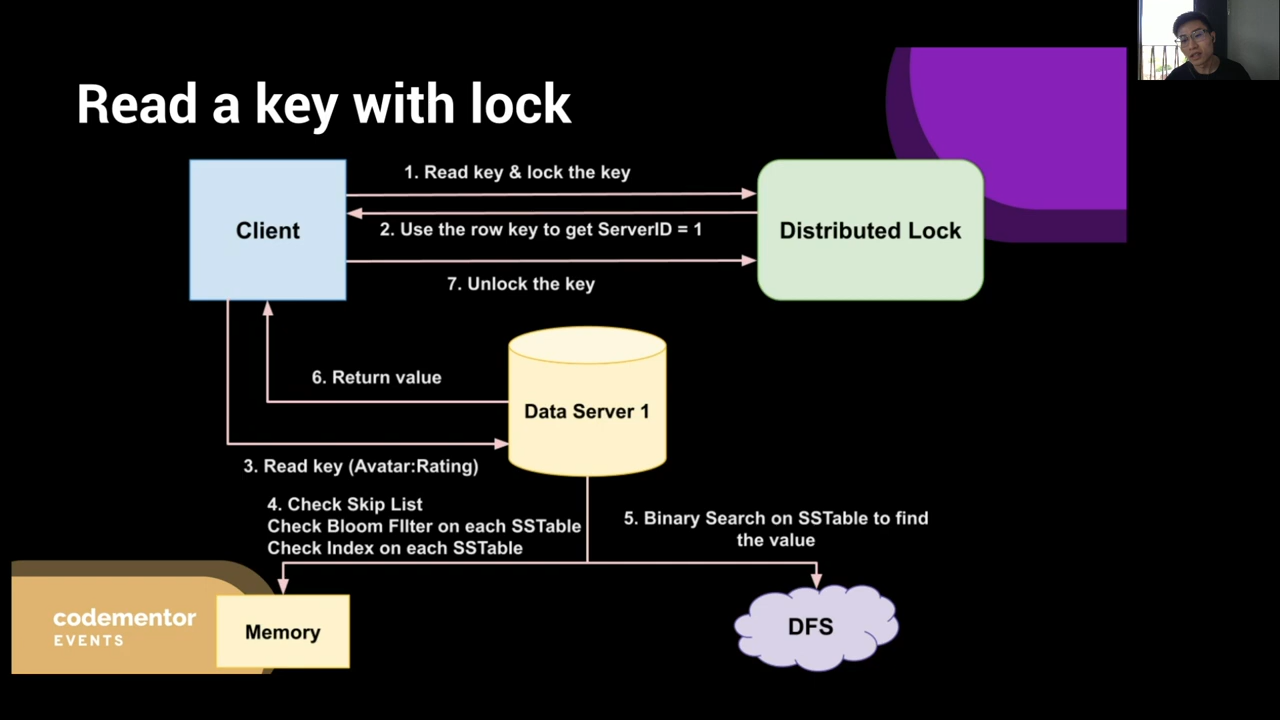 Read a key with lock
1. Read key & lock the key
Client
2. Use the row key to get ServerID = 1
Distributed Lock
7. Unlock the key
6. Return value
Data Server 1
3. Read key (Avatar:Rating)
4. Check Skip List
Check Bloom FIlter on each SSTable
Check Index on each SSTable
5. Binary Search on SSTable to find
the value
codementor
EVENTS
Memory
DFS